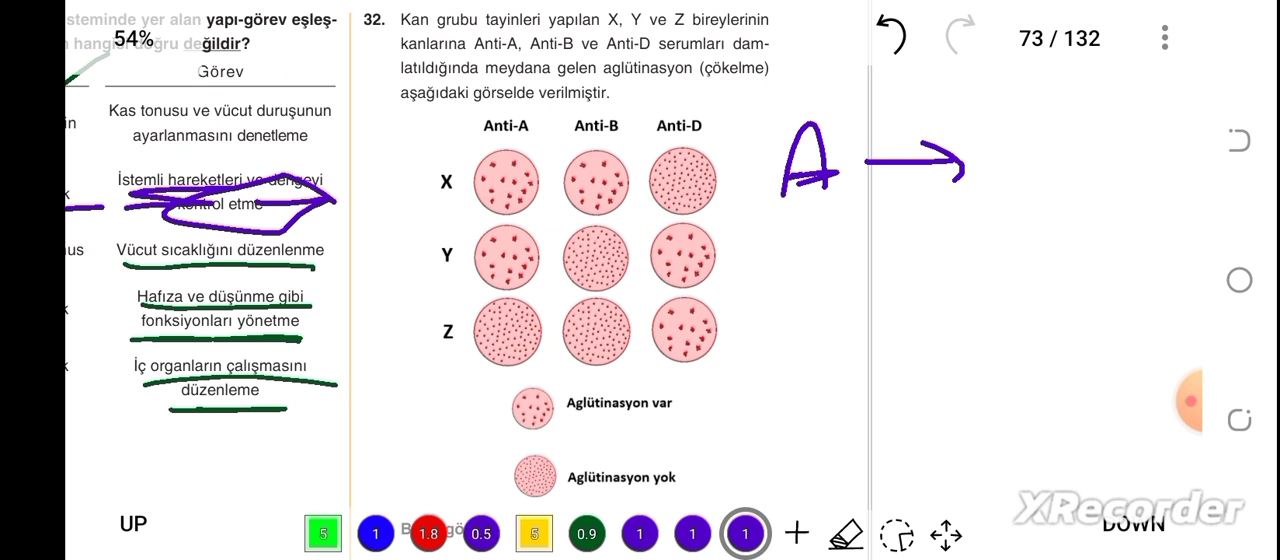 steminde yer alan yapı-görev eşleş-
hangisi doğru değildir?
54%
Görev
Kas tonusu ve vücut duruşunun
ayarlanmasını denetleme
İstemli hareketleri ve dengeyi
kontrol etme
Vücut sıcaklığını düzenlenme
Hafıza ve düşünme gibi
fonksiyonları yönetme
İç organların çalışmasını
düzenleme
UP
32. Kan grubu tayinleri yapılan X, Y ve Z bireylerinin
kanlarına Anti-A, Anti-B ve Anti-D serumları dam-
latıldığında meydana gelen aglütinasyon (çökelme)
aşağıdaki görselde verilmiştir.
Anti-A Anti-B Anti-D
X
Y
Z
Aglütinasyon var
Aglütinasyon yok
A
73 / 132
5 1 1.8 0.5 5 0.9 1 1 1
XRecorder
DOWN